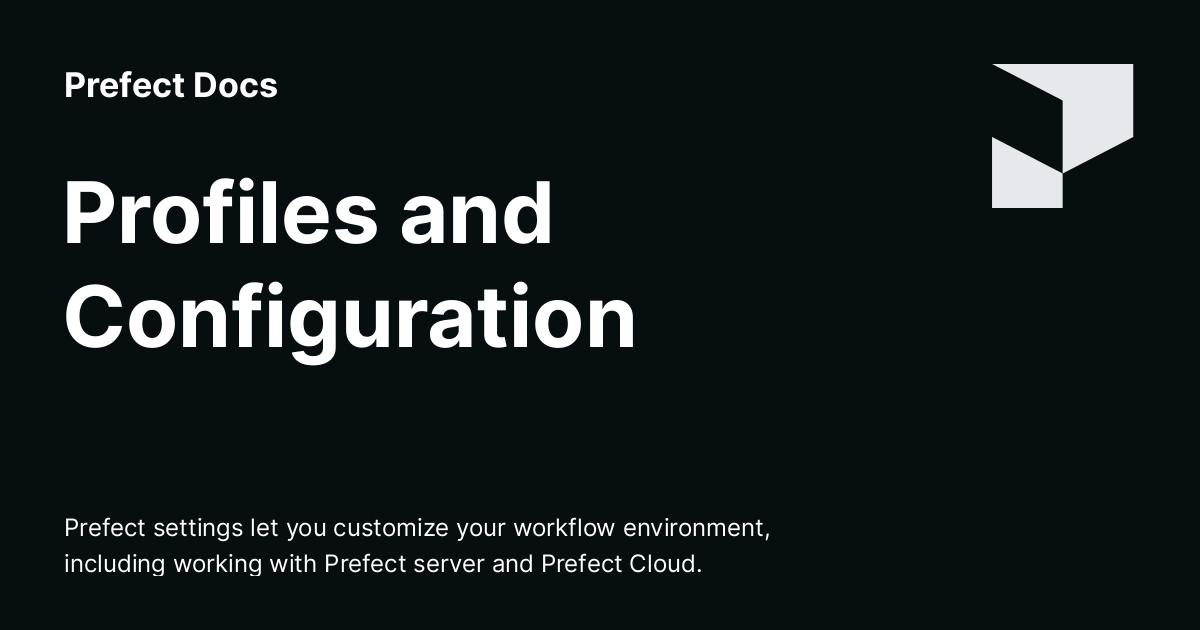 Prefect Docs
Profiles and
Configuration
Prefect settings let you customize your workflow environment,
including working with Prefect server and Prefect Cloud.